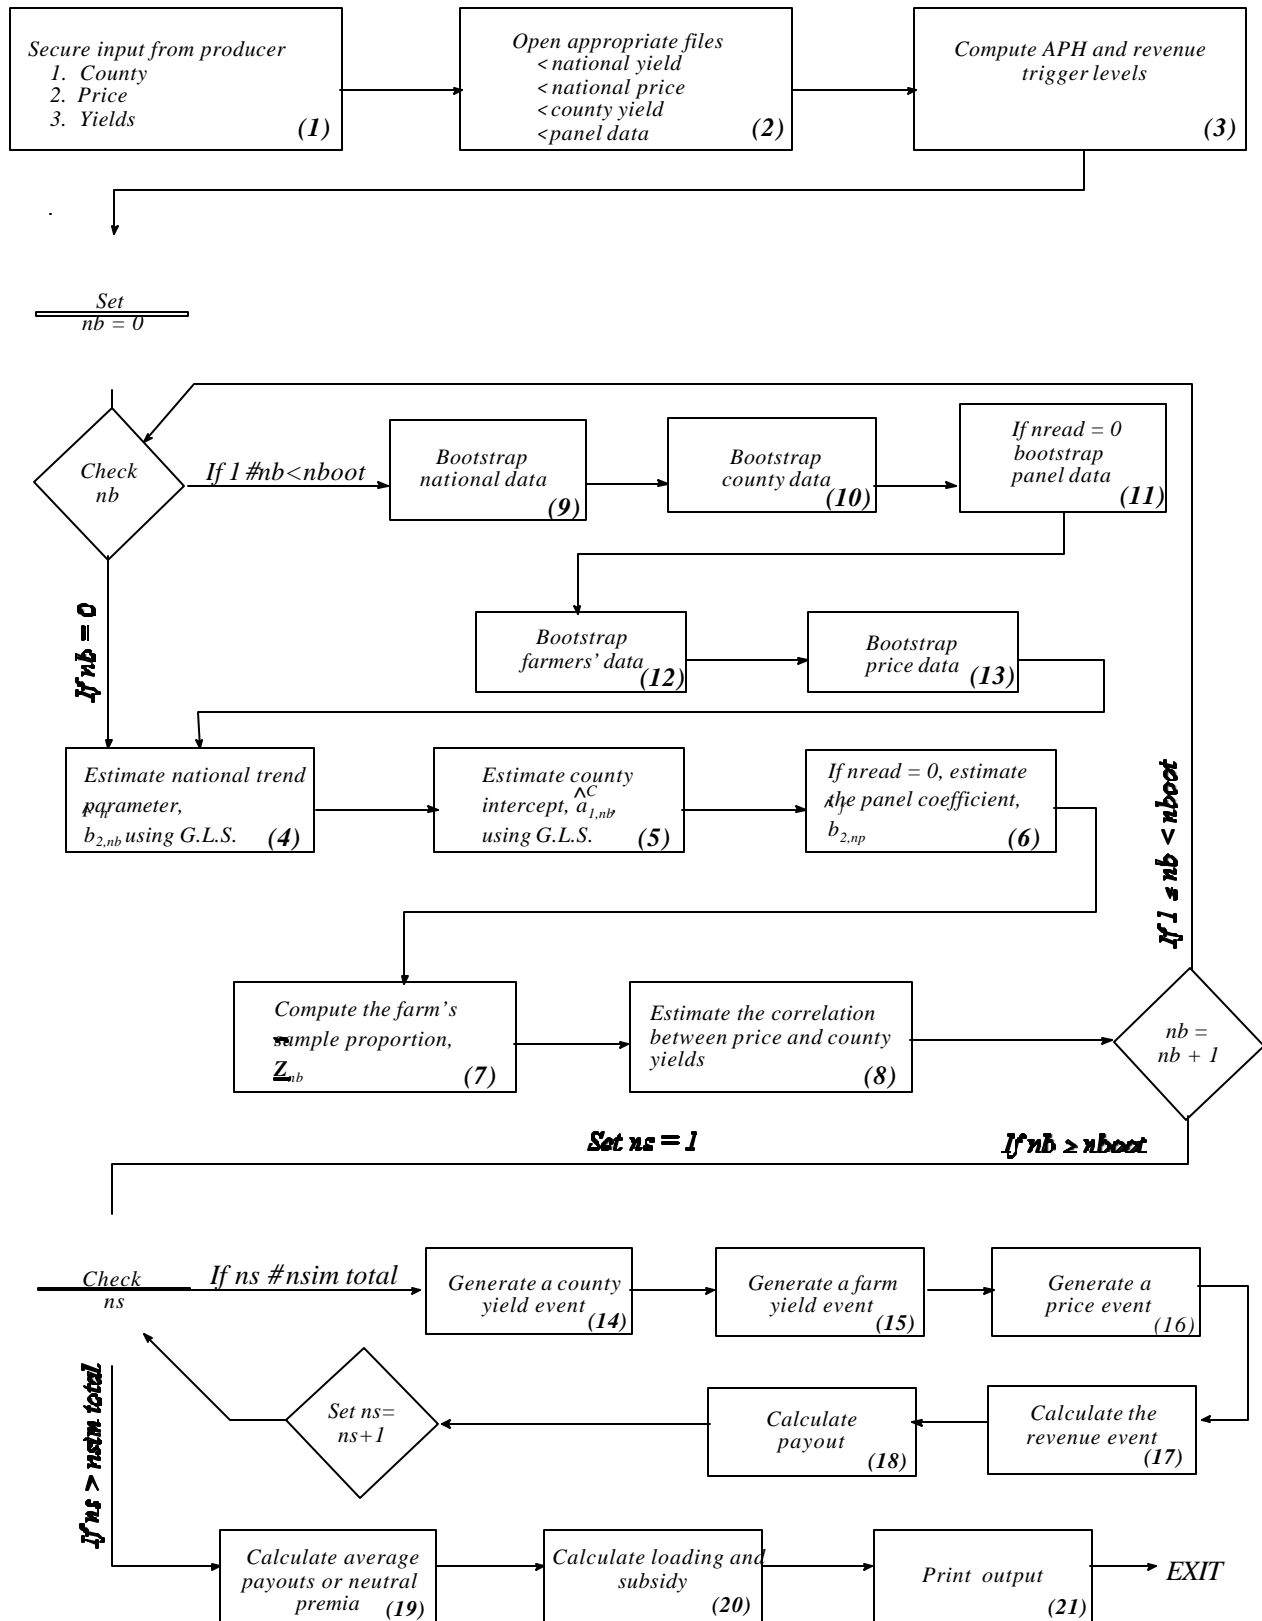 Secure input from producer
1. County
2. Price
3. Yields
(1)
Open appropriate files
<national yield
<national price
<county yield
<panel data
(2)
Compute APH and revenue
trigger levels
(3)
Set
nb = 0
Check
nb
If 1 #nb<nboot
Bootstrap
national data
(9)
Bootstrap
county data
(10)
If nread = 0
bootstrap
panel data
(11)
If nb = 0
Bootstrap
farmers' data
(12)
Bootstrap
price data
(13)
Estimate national trend
parameter,
b2,nb using G.L.S.
(4)
Estimate county
intercept, â1,nb^C,
using G.L.S.
(5)
If nread = 0, estimate
the panel coefficient,
b2,np
(6)
If 1 ≤ nb < nboot
Compute the farm's
sample proportion,
Znb
(7)
Estimate the correlation
between price and county
yields
(8)
nb =
nb + 1
Set ns = 1
If nb ≥ nboot
Check
ns
If ns #nsim total
Generate a county
yield event
(14)
Generate a farm
yield event
(15)
Generate a
price event
(16)
If ns > nsim total
Set ns=
ns+1
Calculate
payout
(18)
Calculate the
revenue event
(17)
Calculate average
payouts or neutral
premia
(19)
Calculate loading and
subsidy
(20)
Print output
(21)
EXIT